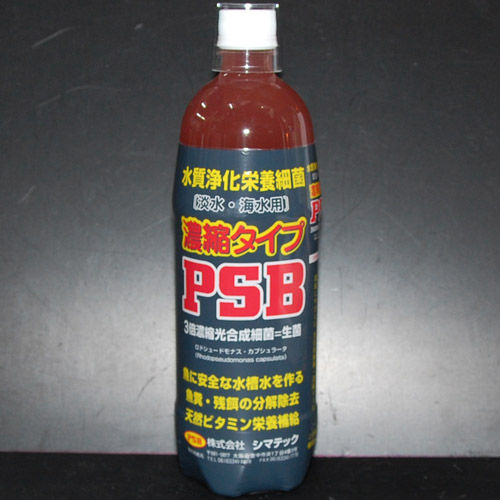 水質浄化栄養細菌
(淡水・海水用)
濃縮タイプ
PSB
3倍濃縮光合成細菌=生菌
ロドシュードモナス・カプシュラータ
(Rhodopseudomonas capsulata)
魚に安全な水槽水を作る
魚糞・残餌の分解除去
天然ビタミン栄養補給
PSB 株式会社 シマテック